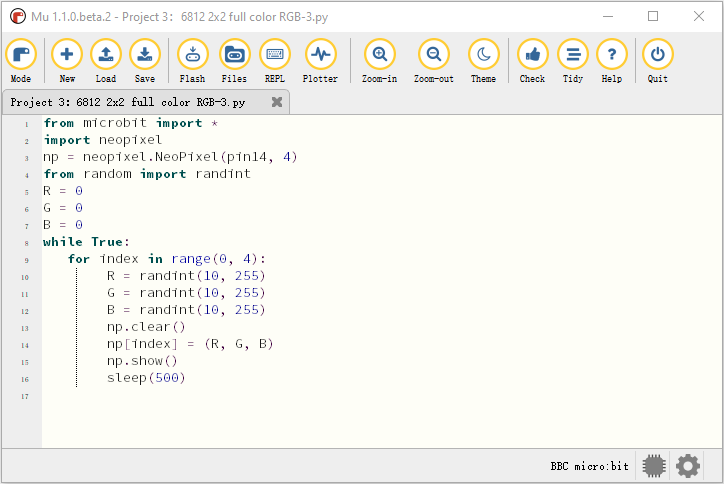 Mu 1.1.0.beta.2 - Project 3: 6812 2x2 full color RGB-3.py
Mode New Load Save Flash Files REPL Plotter Zoom-in Zoom-out Theme Check Tidy Help Quit
Project 3: 6812 2x2 full color RGB-3.py
1 from microbit import *
2 import neopixel
3 np = neopixel.NeoPixel(pin14, 4)
4 from random import randint
5 R = 0
6 G = 0
7 B = 0
8 while True:
9 for index in range(0, 4):
10 R = randint(10, 255)
11 G = randint(10, 255)
12 B = randint(10, 255)
13 np.clear()
14 np[index] = (R, G, B)
15 np.show()
16 sleep(500)
17
BBC micro:bit